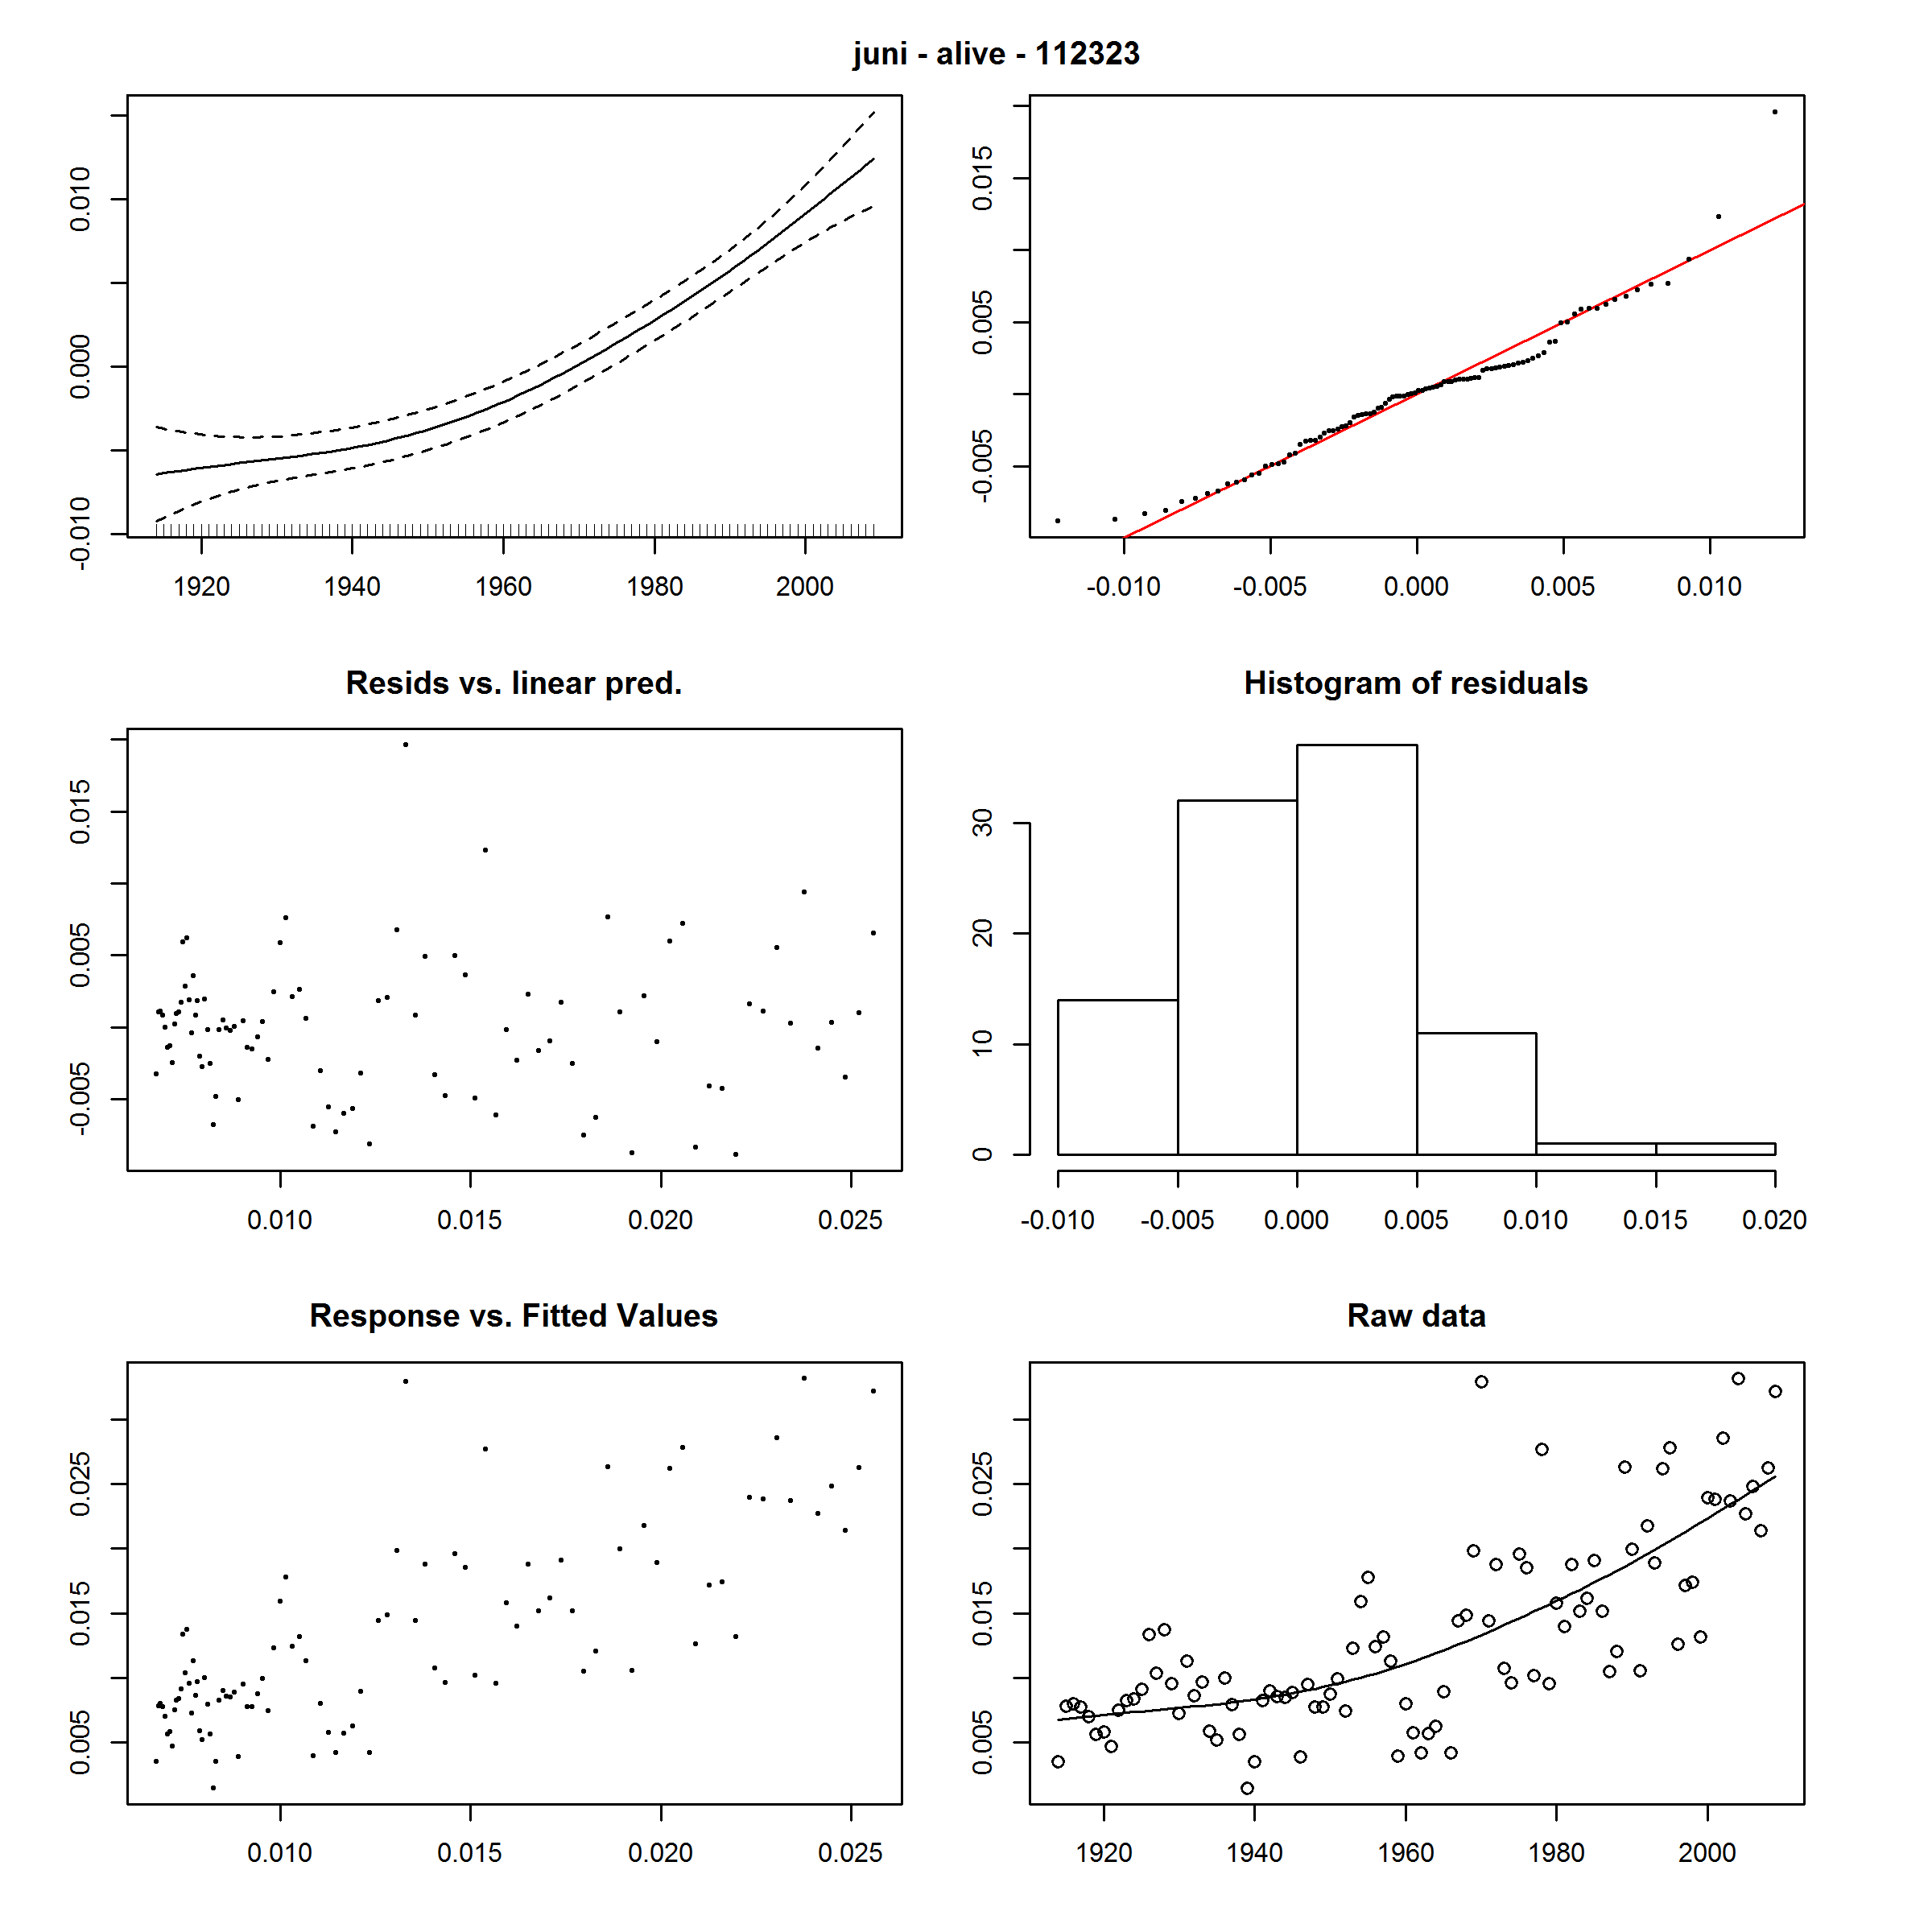 juni - alive - 112323
0.010
0.000
-0.010
1920 1940 1960 1980 2000
0.015
0.005
-0.005
-0.010 -0.005 0.000 0.005 0.010
Resids vs. linear pred.
0.015
0.005
-0.005
0.010 0.015 0.020 0.025
Histogram of residuals
30
20
10
0
-0.010 -0.005 0.000 0.005 0.010 0.015 0.020
Response vs. Fitted Values
0.025
0.015
0.005
0.010 0.015 0.020 0.025
Raw data
0.025
0.015
0.005
1920 1940 1960 1980 2000